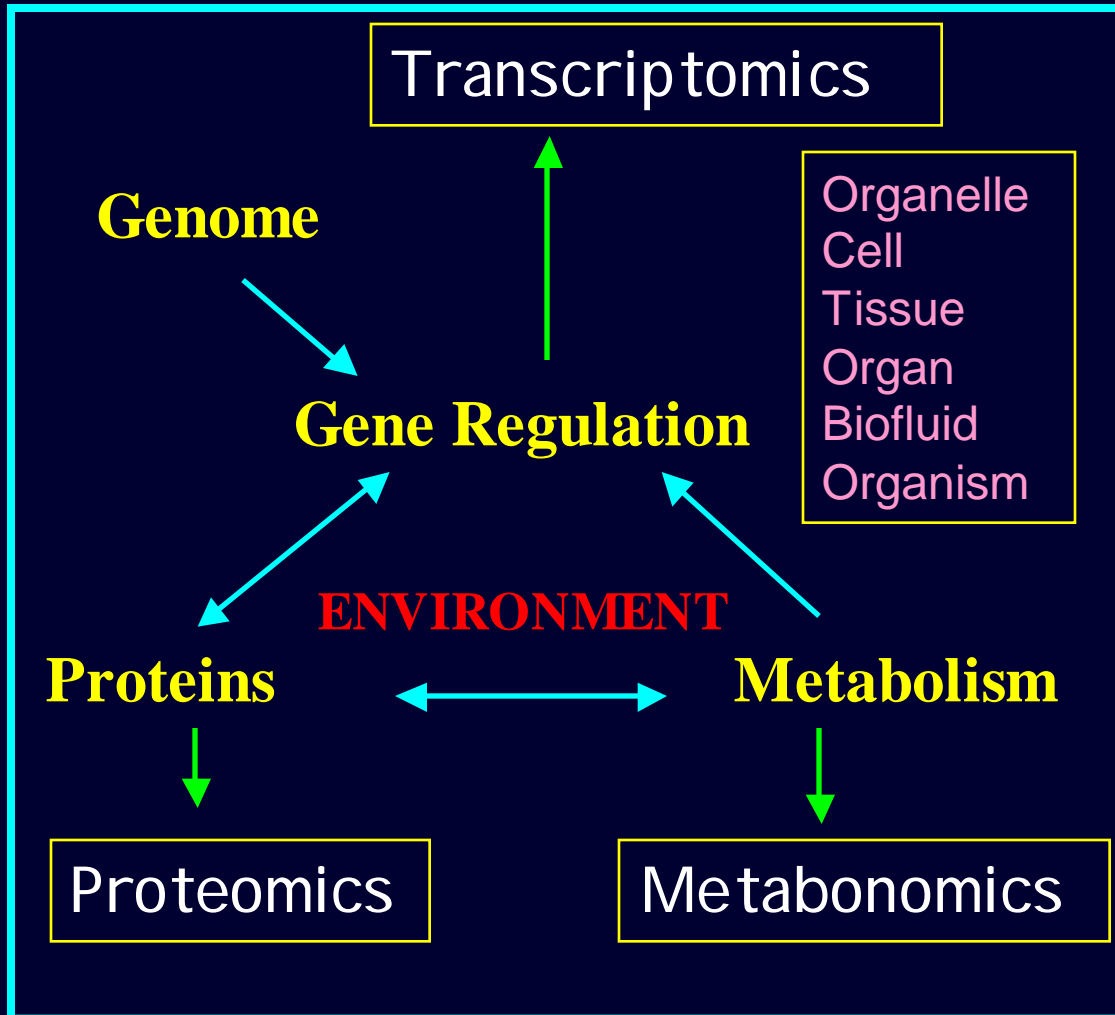 Transcriptomics
Genome
Organelle
Cell
Tissue
Organ
Biofluid
Organism
Gene Regulation
ENVIRONMENT
Proteins
Metabolism
Proteomics
Metabonomics